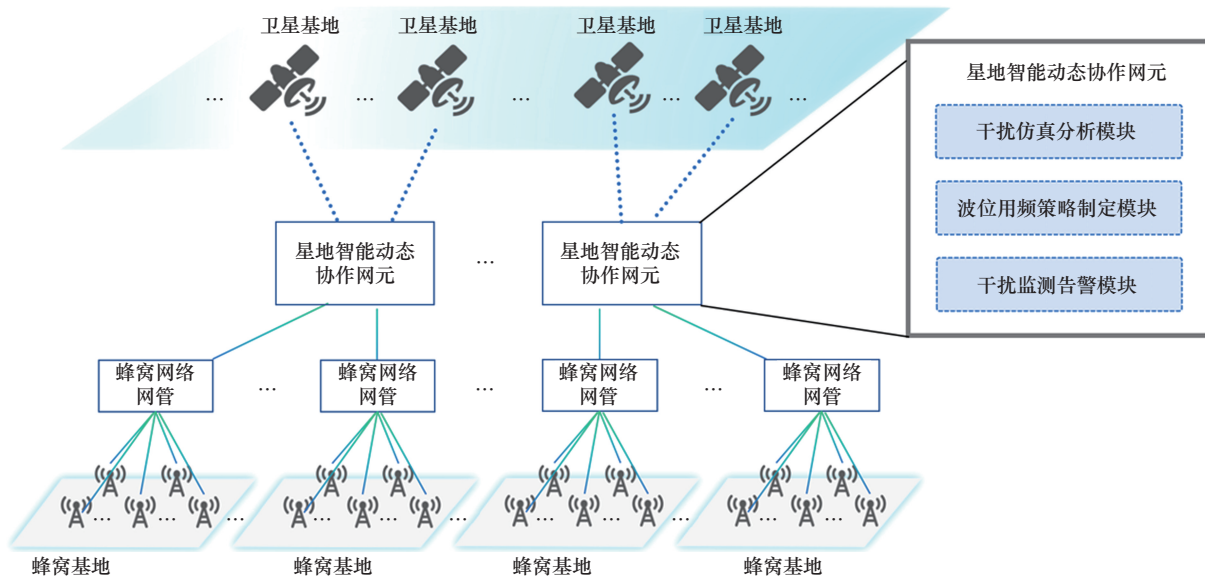 卫星基地
卫星基地
卫星基地
卫星基地
…
…
…
…
…
星地智能动态协作网元
干扰仿真分析模块
波位用频策略制定模块
干扰监测告警模块
星地智能动态
协作网元
…
星地智能动态
协作网元
蜂窝网络
网管
…
蜂窝网络
网管
…
蜂窝网络
网管
…
蜂窝网络
网管
…
…
…
…
…
…
…
…
…
…
…
蜂窝基地
蜂窝基地
蜂窝基地
蜂窝基地